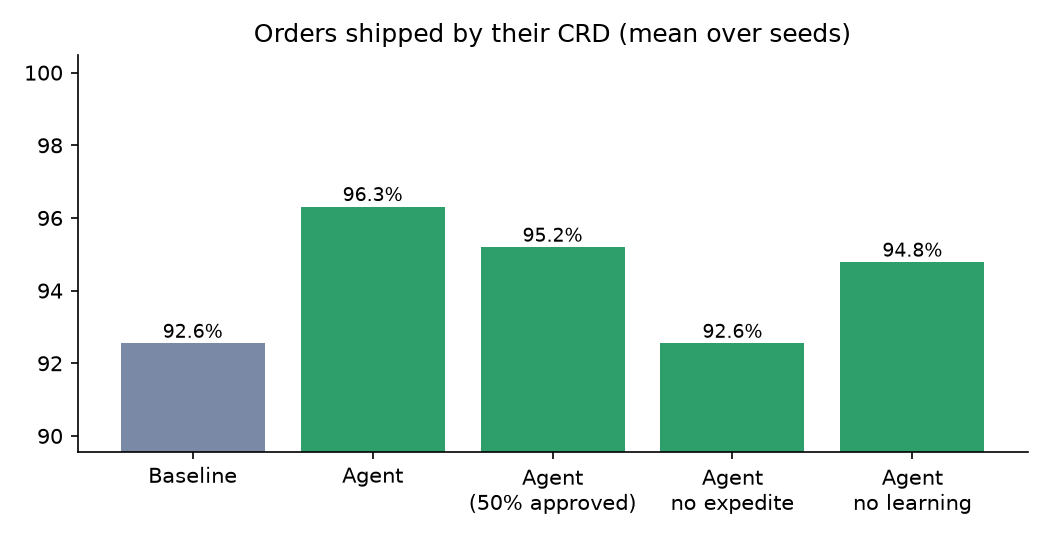 Orders shipped by their CRD (mean over seeds)
100
98
96
94
92
90
92.6%
96.3%
95.2%
92.6%
94.8%
Baseline
Agent
Agent
(50% approved)
Agent
no expedite
Agent
no learning